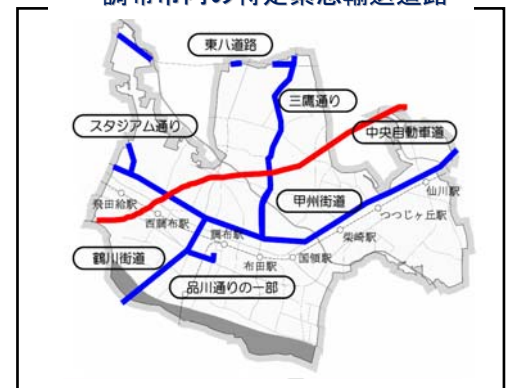 調布市内の特定緊急輸送道路
東八道路
三鷹通り
スタジアム通り
中央自動車道
甲州街道
仙川駅
つつじヶ丘駅
飛田給駅
西調布駅
柴崎駅
調布駅
国領駅
布田駅
鶴川街道
品川通りの一部